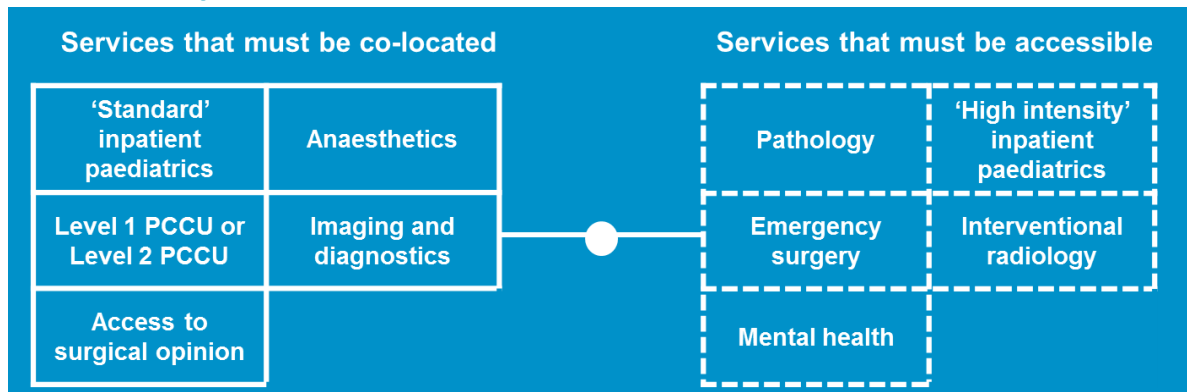 Services that must be co-located
‘Standard’
inpatient
paediatrics
Anaesthetics
Level 1 PCCU or
Level 2 PCCU
Imaging and
diagnostics
Access to
surgical opinion
Services that must be accessible
Pathology
‘High intensity’
inpatient
paediatrics
Emergency
surgery
Interventional
radiology
Mental health